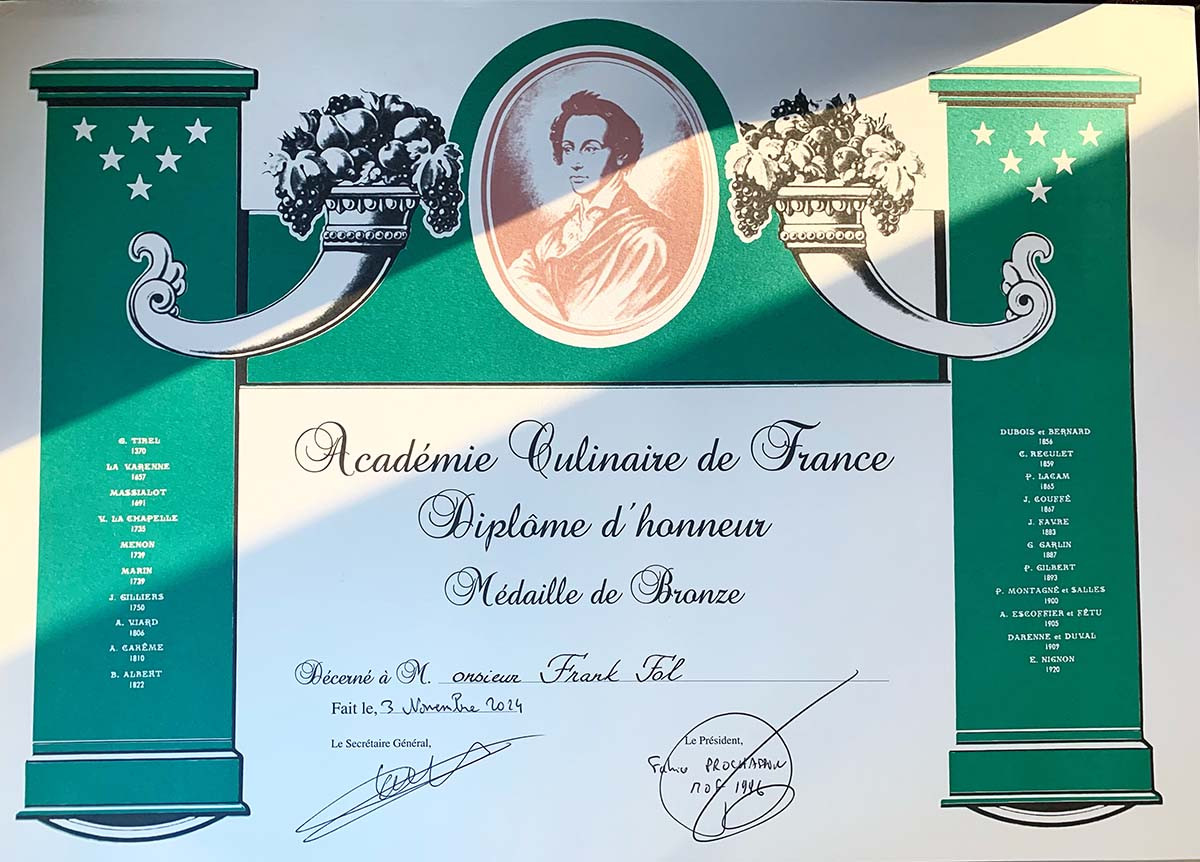 G. TIREL
1370
LA VARENNE
1657
MASSIALOT
1691
V. LA CHAPELLE
1735
MENON
1739
MARIN
1739
J. GILLIERS
1750
A. VIARD
1806
A. CARÊME
1810
B. ALBERT
1822
Académie Culinaire de France
Diplôme d'honneur
Médaille de Bronze
Décerné à M. onsieur Frank Fol
Fait le, 3 Novembre 2024
Le Secrétaire Général,
Le Président,
MOF 1996
DUBOIS et BERNARD
1856
C. RECULET
1859
P. LACAM
1865
J. GOUFFÉ
1867
J. FAVRE
1883
G. GARLIN
1887
P. GILBERT
1893
P. MONTAGNÉ et SALLES
1900
A. ESCOFFIER et FÉTU
1905
DARENNE et DUVAL
1909
E. NIGNON
1920